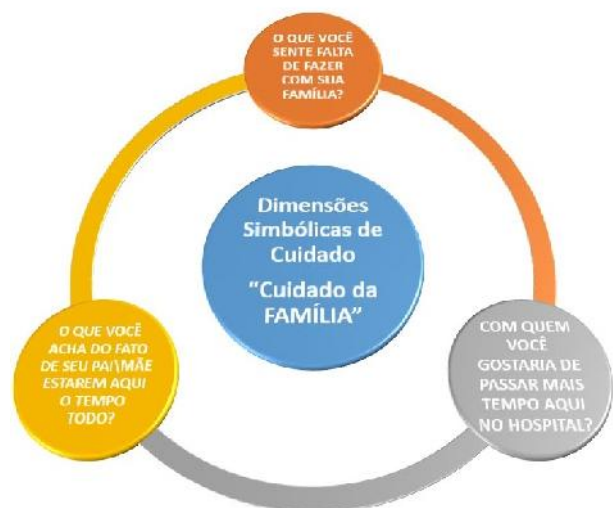 O QUE VOCÊ
SENTE FALTA
DE FAZER
COM SUA
FAMÍLIA?
Dimensões
Simbólicas de
Cuidado
"Cuidado da
FAMÍLIA"
O QUE VOCÊ
ACHA DO FATO
DE SEU PAI\MÃE
ESTAREM AQUI
O TEMPO
TODO?
COM QUEM
VOCÊ
GOSTARIA DE
PASSAR MAIS
TEMPO AQUI
NO HOSPITAL?